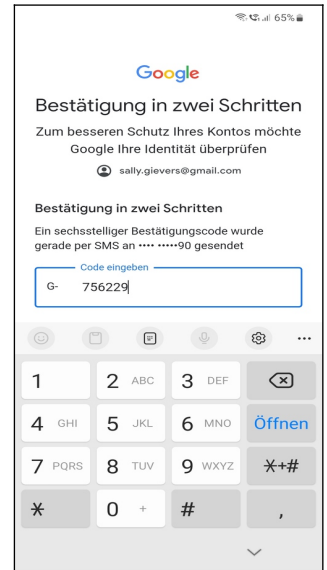 65%
Google
Bestätigung in zwei Schritten
Zum besseren Schutz Ihres Kontos möchte
Google Ihre Identität überprüfen
sally.gievers@gmail.com
Bestätigung in zwei Schritten
Ein sechsstelliger Bestätigungscode wurde
gerade per SMS an •••• •••••90 gesendet
Code eingeben
G- 756229
1 2 ABC 3 DEF
4 GHI 5 JKL 6 MNO Öffnen
7 PQRS 8 TUV 9 WXYZ *+#
* 0 + # ,